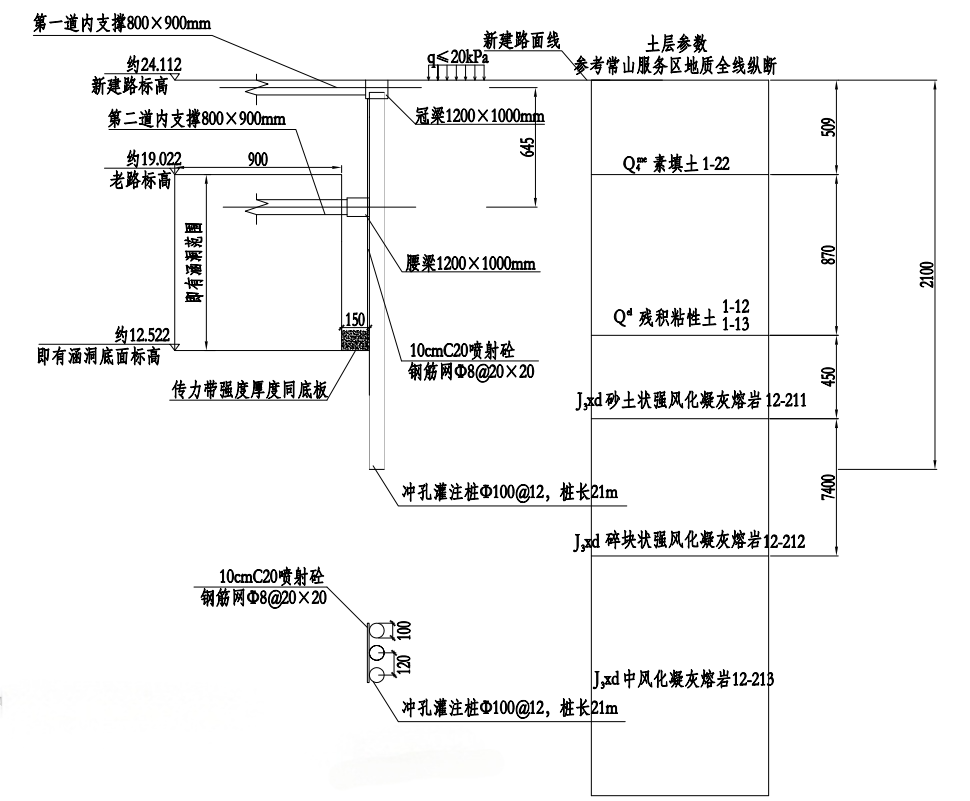 第一道内支撑800×900mm
新建路面线
土层参数
q≤20kPa
参考常山服务区地质全线纵断
约24.112
新建路标高
冠梁1200×1000mm
第二道内支撑800×900mm
509
645
约19.022
900
老路标高
Q₄ᵐᵉ 素填土 1-22
即有涵洞范围
870
2100
腰梁1200×1000mm
150
Qᵉˡ 残积粘性土 1-12
1-13
约12.522
即有涵洞底面标高
10cmC20喷射砼
钢筋网Φ8@20×20
传力带强度厚度同底板
450
J₃xd 砂土状强风化凝灰熔岩 12-211
冲孔灌注桩Φ100@12，桩长21m
7400
J₃xd 碎块状强风化凝灰熔岩 12-212
10cmC20喷射砼
钢筋网Φ8@20×20
100
120
J₃xd 中风化凝灰熔岩12-213
冲孔灌注桩Φ100@12，桩长21m